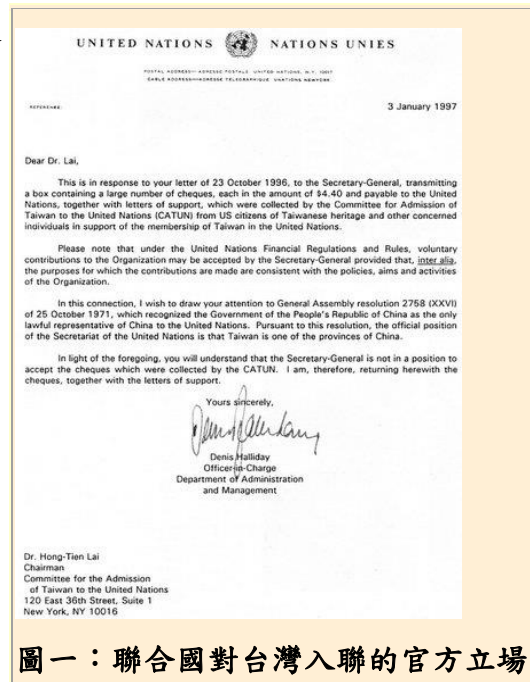 UNITED NATIONS NATIONS UNIES
POSTAL ADDRESS—ADRESSE POSTALE: UNITED NATIONS, N.Y. 10017
CABLE ADDRESS—ADRESSE TELEGRAPHIQUE: UNATIONS NEWYORK
REFERENCE:
3 January 1997
Dear Dr. Lai,
This is in response to your letter of 23 October 1996, to the Secretary-General, transmitting
a box containing a large number of cheques, each in the amount of $4.40 and payable to the United
Nations, together with letters of support, which were collected by the Committee for Admission of
Taiwan to the United Nations (CATUN) from US citizens of Taiwanese heritage and other concerned
individuals in support of the membership of Taiwan in the United Nations.
Please note that under the United Nations Financial Regulations and Rules, voluntary
contributions to the Organization may be accepted by the Secretary-General provided that, inter alia,
the purposes for which the contributions are made are consistent with the policies, aims and activities
of the Organization.
In this connection, I wish to draw your attention to General Assembly resolution 2758 (XXVI)
of 25 October 1971, which recognized the Government of the People's Republic of China as the only
lawful representative of China to the United Nations. Pursuant to this resolution, the official position
of the Secretariat of the United Nations is that Taiwan is one of the provinces of China.
In light of the foregoing, you will understand that the Secretary-General is not in a position to
accept the cheques which were collected by the CATUN. I am, therefore, returning herewith the
cheques, together with the letters of support.
Yours sincerely,
Denis Halliday
Officer-in-Charge
Department of Administration
and Management
Dr. Hong-Tien Lai
Chairman
Committee for the Admission
of Taiwan to the United Nations
120 East 36th Street, Suite 1
New York, NY 10016
圖一：聯合國對台灣入聯的官方立場